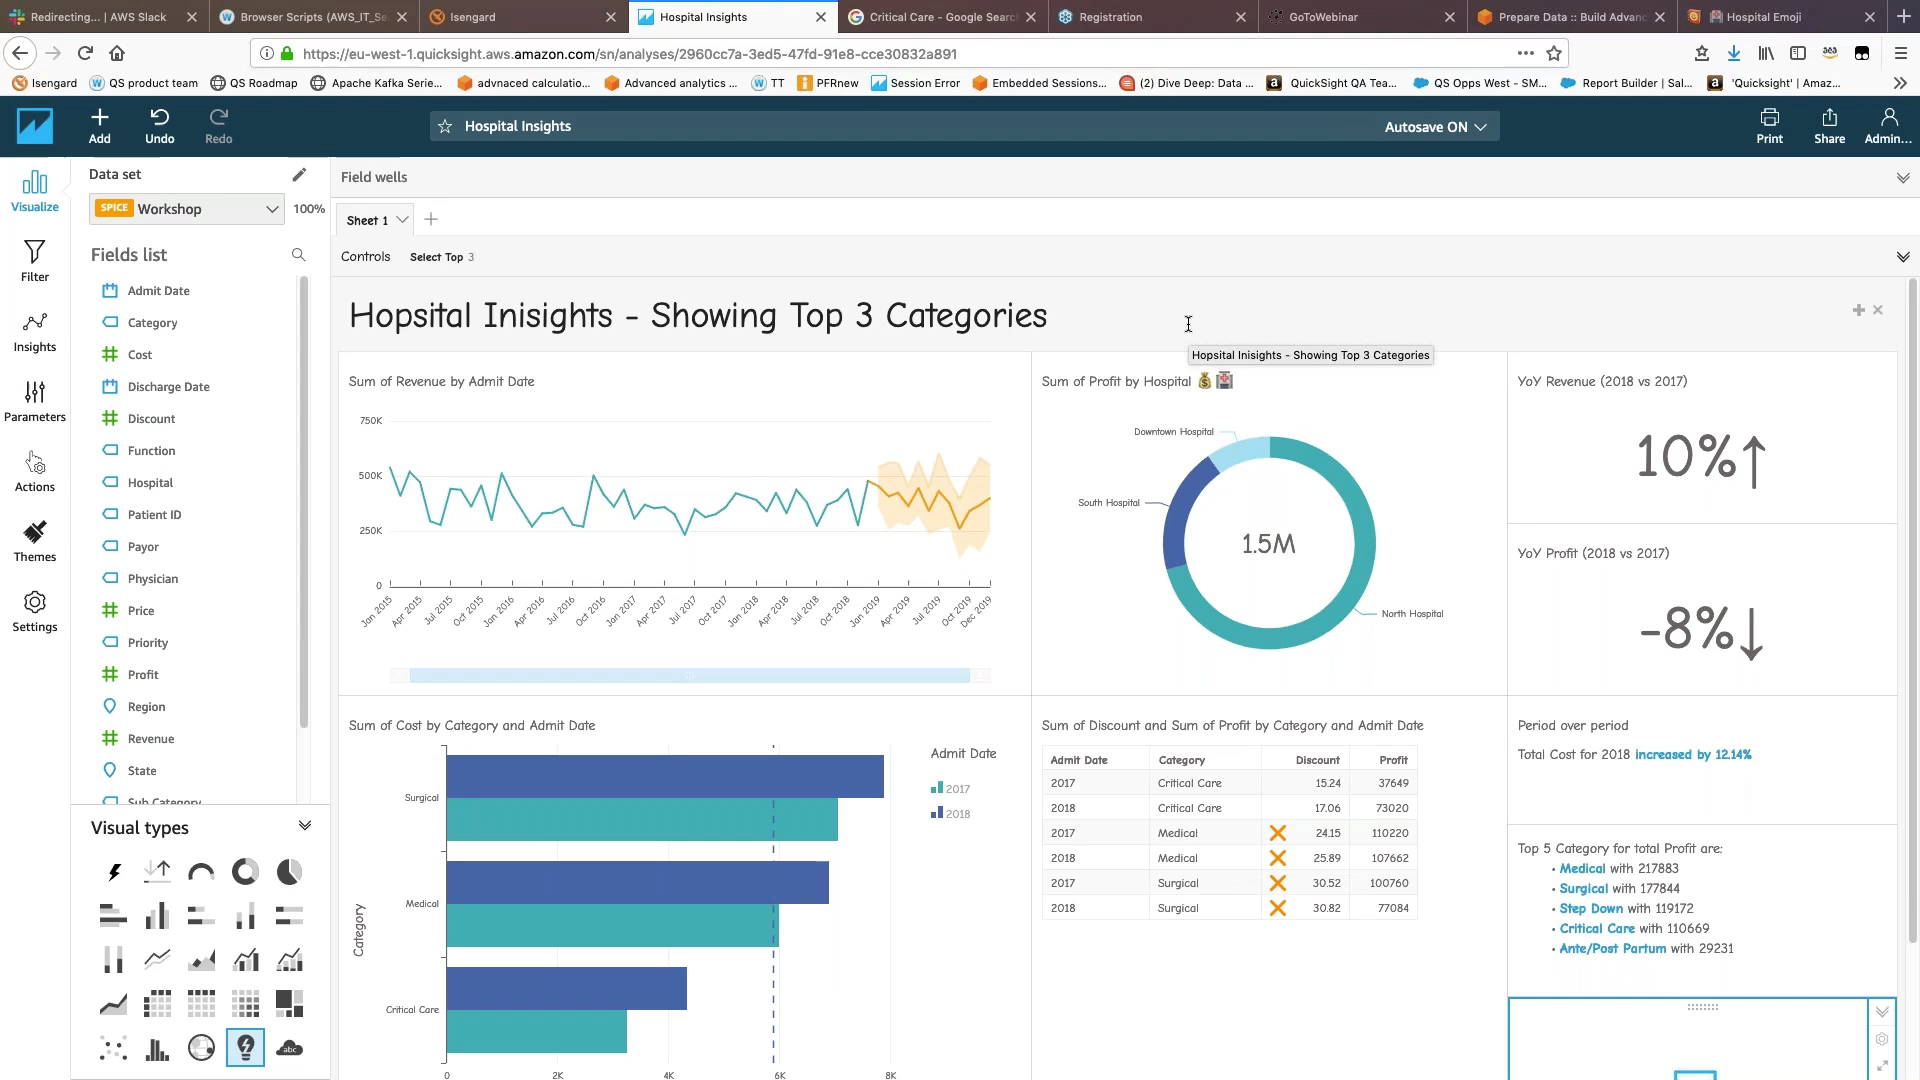 Redirecting... | AWS Slack
Browser Scripts (AWS_IT_Se
Isengard
Hospital Insights
Critical Care - Google Searc
Registration
GoToWebinar
Prepare Data :: Build Advanc
🏥 Hospital Emoji
https://eu-west-1.quicksight.aws.amazon.com/sn/analyses/2960cc7a-3ed5-47fd-91e8-cce30832a891
Isengard
QS product team
QS Roadmap
Apache Kafka Serie...
advnaced calculatio...
Advanced analytics ...
TT
PFRnew
Session Error
Embedded Sessions...
(2) Dive Deep: Data ...
QuickSight QA Tea...
QS Opps West - SM...
Report Builder | Sal...
'Quicksight' | Amaz...
Add
Undo
Redo
Hospital Insights
Autosave ON
Print
Share
Admin...
Visualize
Filter
Insights
Parameters
Actions
Themes
Settings
Data set
SPICE Workshop
100%
Fields list
Admit Date
Category
Cost
Discharge Date
Discount
Function
Hospital
Patient ID
Payor
Physician
Price
Priority
Profit
Region
Revenue
State
Sub Category
Visual types
abc
Field wells
Sheet 1
Controls Select Top 3
Hopsital Inisights - Showing Top 3 Categories
Hopsital Inisights - Showing Top 3 Categories
Sum of Revenue by Admit Date
750K
500K
250K
0
Jan 2015
Apr 2015
Jul 2015
Oct 2015
Jan 2016
Apr 2016
Jul 2016
Oct 2016
Jan 2017
Apr 2017
Jul 2017
Oct 2017
Jan 2018
Apr 2018
Jul 2018
Oct 2018
Jan 2019
Apr 2019
Jul 2019
Oct 2019
Dec 2019
Sum of Profit by Hospital 💰🏥
Downtown Hospital
South Hospital
1.5M
North Hospital
YoY Revenue (2018 vs 2017)
10%↑
YoY Profit (2018 vs 2017)
-8%↓
Sum of Cost by Category and Admit Date
Category
Surgical
Medical
Critical Care
0
2K
4K
6K
8K
Admit Date
2017
2018
Sum of Discount and Sum of Profit by Category and Admit Date
Admit Date Category Discount Profit
2017 Critical Care 15.24 37649
2018 Critical Care 17.06 73020
2017 Medical 24.15 110220
2018 Medical 25.89 107662
2017 Surgical 30.52 100760
2018 Surgical 30.82 77084
Period over period
Total Cost for 2018 increased by 12.14%
Top 5 Category for total Profit are:
• Medical with 217883
• Surgical with 177844
• Step Down with 119172
• Critical Care with 110669
• Ante/Post Partum with 29231